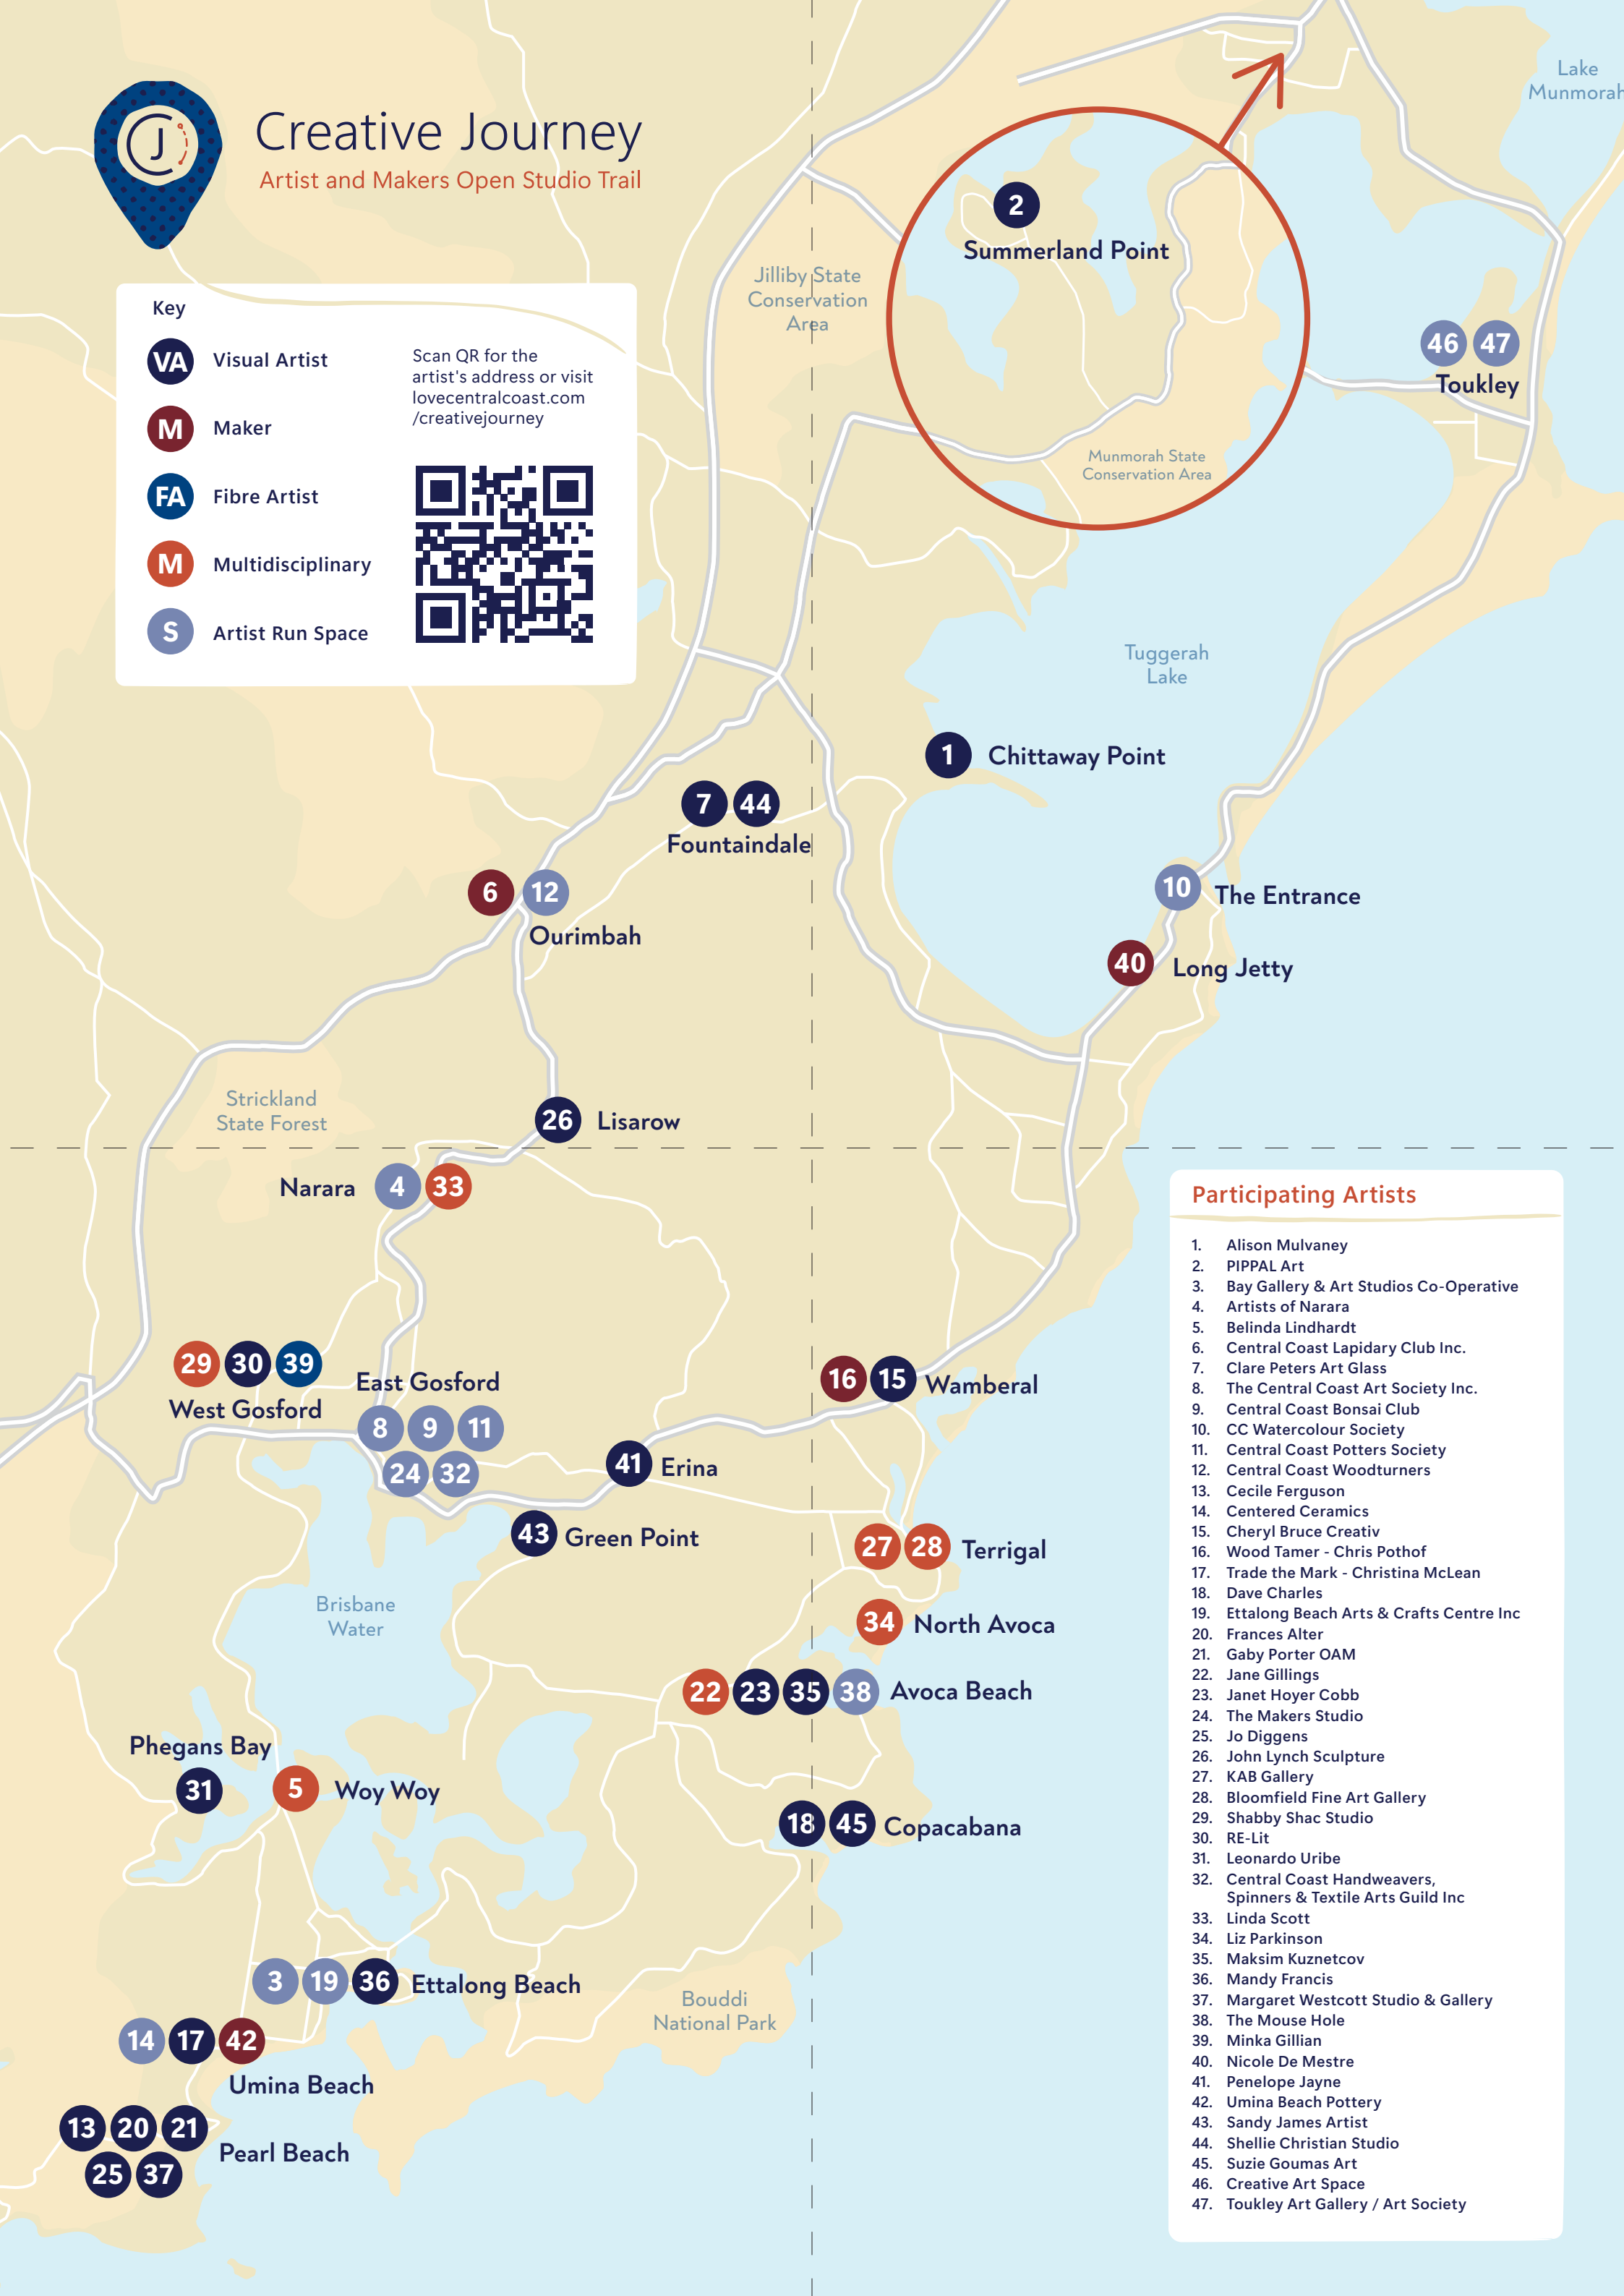 J
Creative Journey
Artist and Makers Open Studio Trail
Key
VA Visual Artist
M Maker
FA Fibre Artist
M Multidisciplinary
S Artist Run Space
Scan QR for the
artist's address or visit
lovecentralcoast.com
/creativejourney
Lake
Munmorah
2
Summerland Point
Jilliby State
Conservation
Area
46 47
Toukley
Munmorah State
Conservation Area
Tuggerah
Lake
1 Chittaway Point
7 44
Fountaindale
6 12
Ourimbah
10 The Entrance
40 Long Jetty
Strickland
State Forest
26 Lisarow
Narara 4 33
29 30 39
West Gosford
East Gosford
8 9 11
24 32
16 15 Wamberal
41 Erina
43 Green Point
27 28 Terrigal
Brisbane
Water
34 North Avoca
22 23 35 38 Avoca Beach
Phegans Bay
31
5 Woy Woy
18 45 Copacabana
3 19 36 Ettalong Beach
Bouddi
National Park
14 17 42
Umina Beach
13 20 21
25 37
Pearl Beach
Participating Artists
1. Alison Mulvaney
2. PIPPAL Art
3. Bay Gallery & Art Studios Co-Operative
4. Artists of Narara
5. Belinda Lindhardt
6. Central Coast Lapidary Club Inc.
7. Clare Peters Art Glass
8. The Central Coast Art Society Inc.
9. Central Coast Bonsai Club
10. CC Watercolour Society
11. Central Coast Potters Society
12. Central Coast Woodturners
13. Cecile Ferguson
14. Centered Ceramics
15. Cheryl Bruce Creativ
16. Wood Tamer - Chris Pothof
17. Trade the Mark - Christina McLean
18. Dave Charles
19. Ettalong Beach Arts & Crafts Centre Inc
20. Frances Alter
21. Gaby Porter OAM
22. Jane Gillings
23. Janet Hoyer Cobb
24. The Makers Studio
25. Jo Diggens
26. John Lynch Sculpture
27. KAB Gallery
28. Bloomfield Fine Art Gallery
29. Shabby Shac Studio
30. RE-Lit
31. Leonardo Uribe
32. Central Coast Handweavers,
Spinners & Textile Arts Guild Inc
33. Linda Scott
34. Liz Parkinson
35. Maksim Kuznetcov
36. Mandy Francis
37. Margaret Westcott Studio & Gallery
38. The Mouse Hole
39. Minka Gillian
40. Nicole De Mestre
41. Penelope Jayne
42. Umina Beach Pottery
43. Sandy James Artist
44. Shellie Christian Studio
45. Suzie Goumas Art
46. Creative Art Space
47. Toukley Art Gallery / Art Society